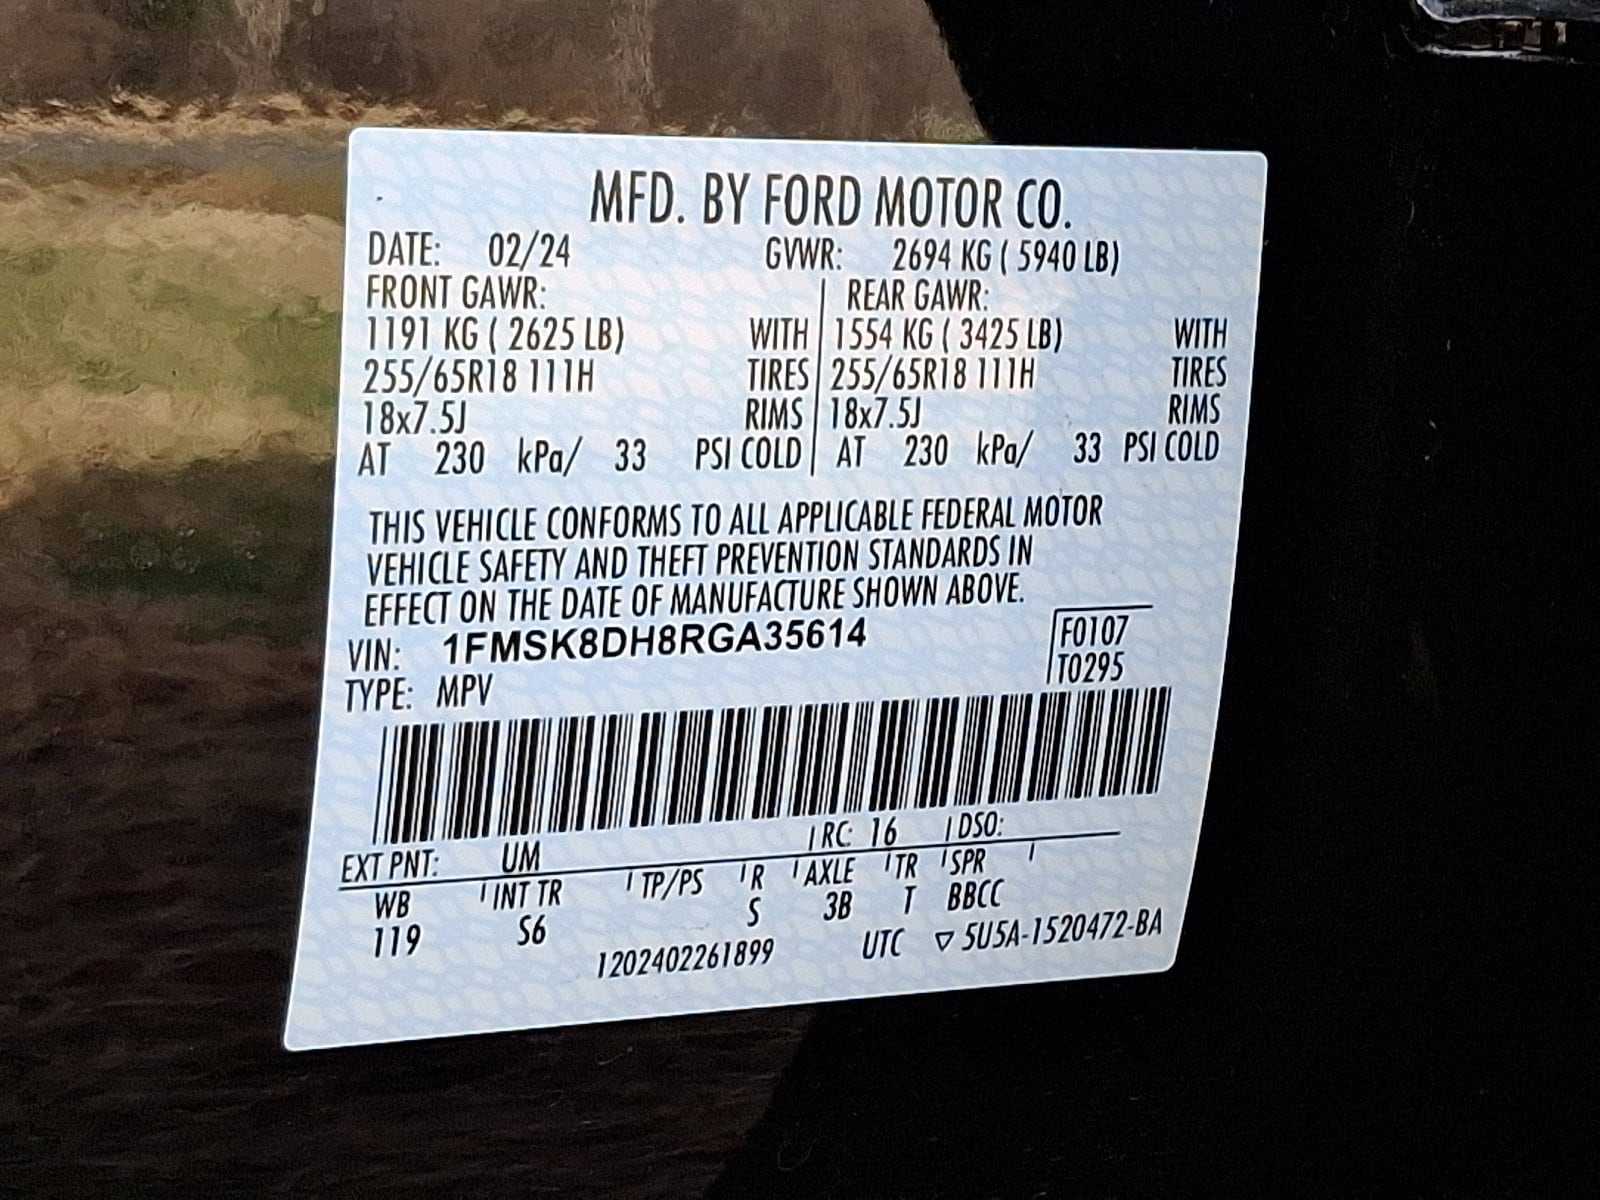 MFD. BY FORD MOTOR CO.
DATE: 02/24 GVWR: 2694 KG ( 5940 LB)
FRONT GAWR: REAR GAWR:
1191 KG ( 2625 LB) WITH 1554 KG ( 3425 LB) WITH
255/65R18 111H TIRES 255/65R18 111H TIRES
18x7.5J RIMS 18x7.5J RIMS
AT 230 kPa/ 33 PSI COLD AT 230 kPa/ 33 PSI COLD
THIS VEHICLE CONFORMS TO ALL APPLICABLE FEDERAL MOTOR
VEHICLE SAFETY AND THEFT PREVENTION STANDARDS IN
EFFECT ON THE DATE OF MANUFACTURE SHOWN ABOVE.
VIN: 1FMSK8DH8RGA35614 F0107
TYPE: MPV T0295
EXT PNT: UM RC: 16 DSO:
WB INT TR TP/PS R AXLE TR SPR
119 S6 S 3B T BBCC
1202402261899 UTC ▽ 5U5A-1520472-BA